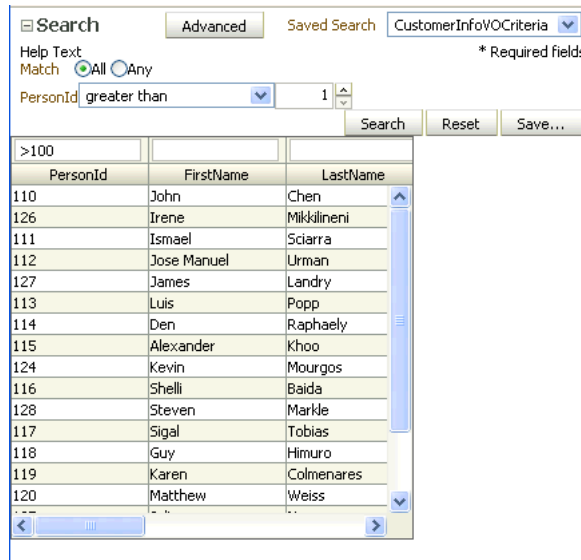 Search Advanced Saved Search CustomerInfoVOCriteria
Help Text * Required fields
Match All Any
PersonId greater than 1
Search Reset Save...
>100
PersonId FirstName LastName
110 John Chen
126 Irene Mikkilineni
111 Ismael Sciarra
112 Jose Manuel Urman
127 James Landry
113 Luis Popp
114 Den Raphaely
115 Alexander Khoo
124 Kevin Mourgos
116 Shelli Baida
128 Steven Markle
117 Sigal Tobias
118 Guy Himuro
119 Karen Colmenares
120 Matthew Weiss